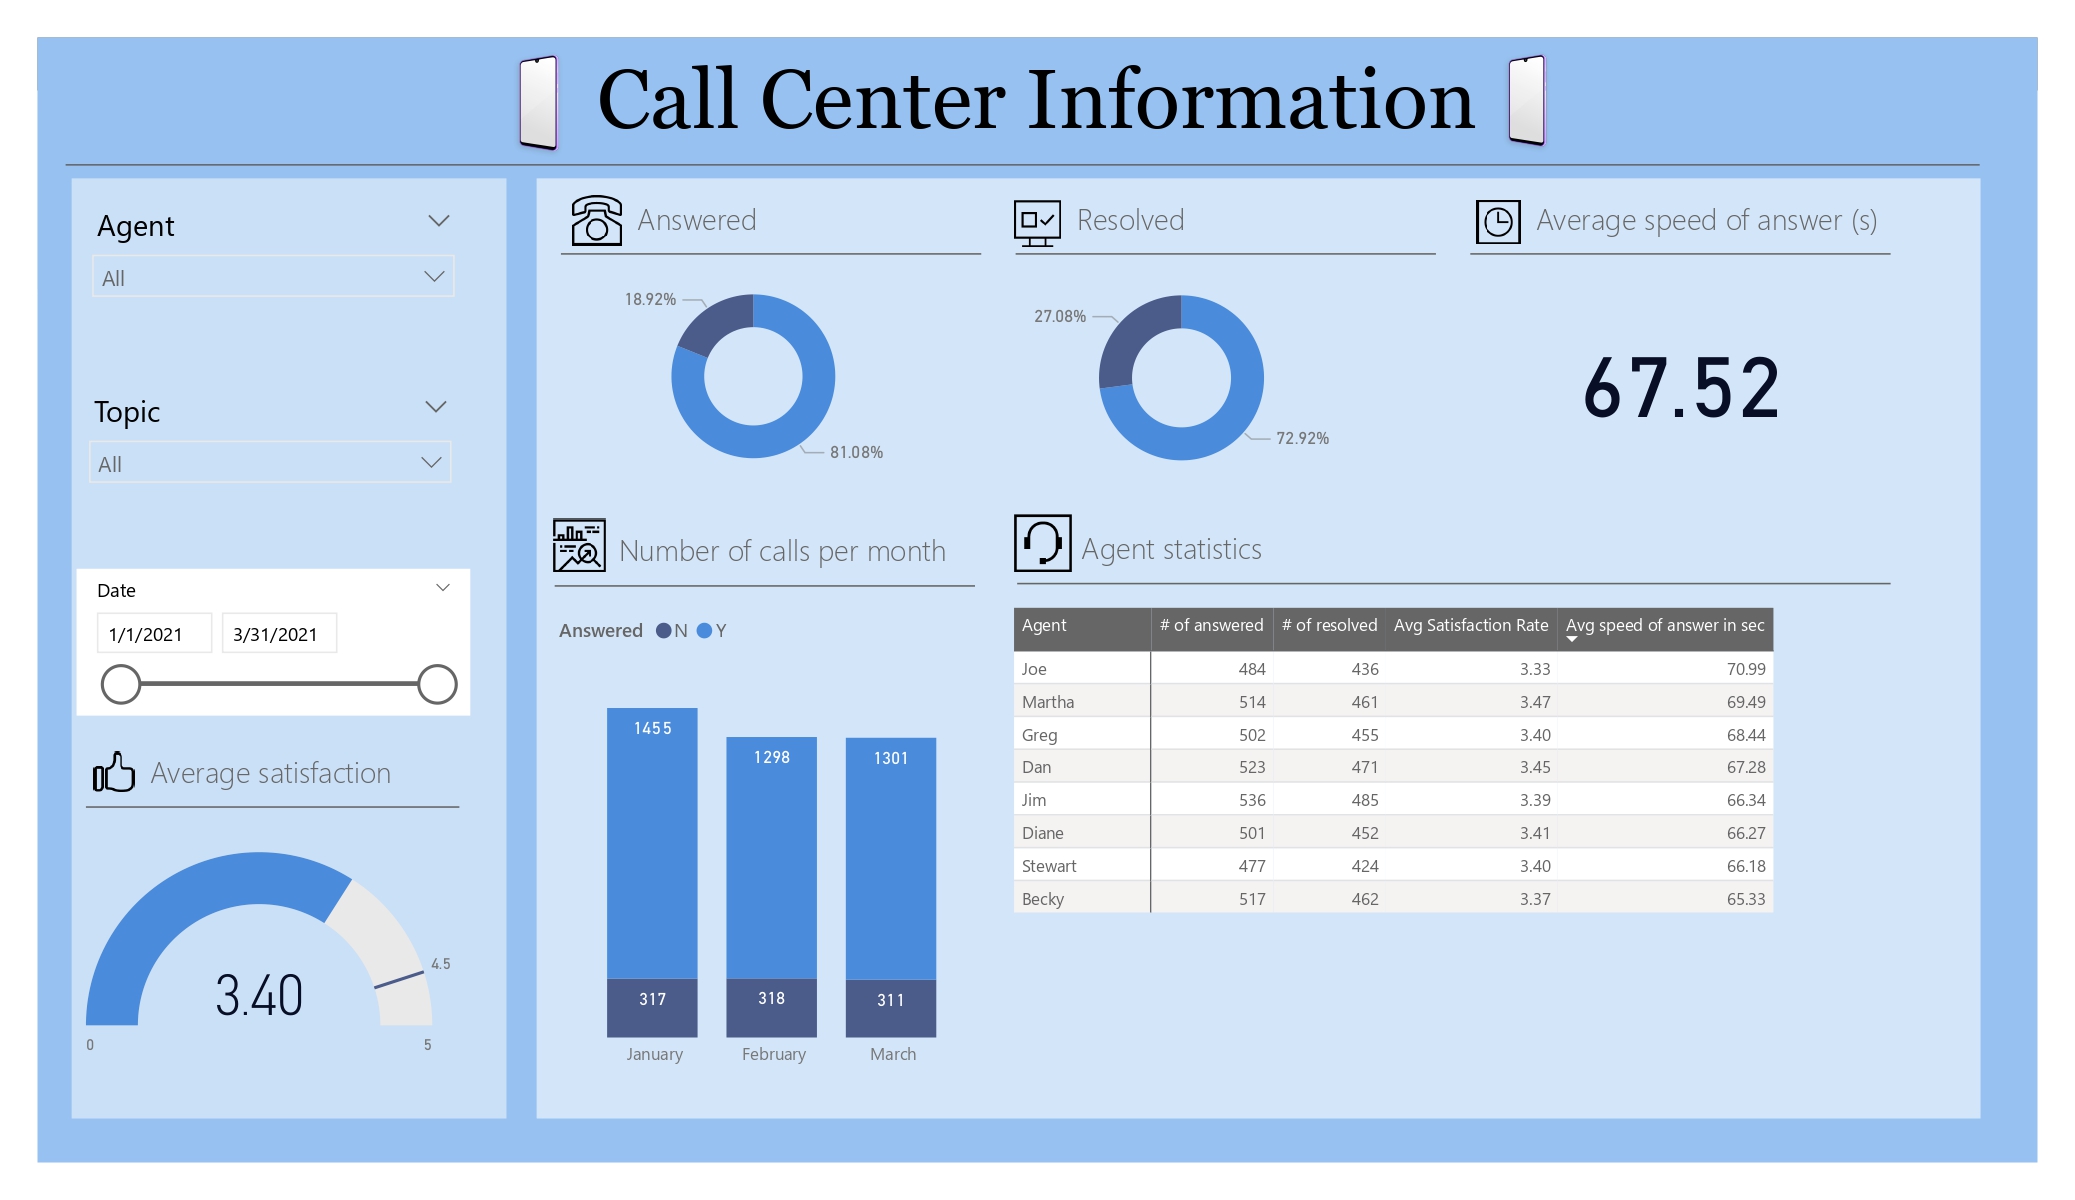 Call Center Information
Agent
All
Topic
All
Date
1/1/2021 3/31/2021
Average satisfaction
3.40
4.5
0 5
Answered
18.92%
81.08%
Resolved
27.08%
72.92%
Average speed of answer (s)
67.52
Number of calls per month
Answered N Y
1455 1298 1301
317 318 311
January February March
Agent statistics
Agent # of answered # of resolved Avg Satisfaction Rate Avg speed of answer in sec
Joe 484 436 3.33 70.99
Martha 514 461 3.47 69.49
Greg 502 455 3.40 68.44
Dan 523 471 3.45 67.28
Jim 536 485 3.39 66.34
Diane 501 452 3.41 66.27
Stewart 477 424 3.40 66.18
Becky 517 462 3.37 65.33